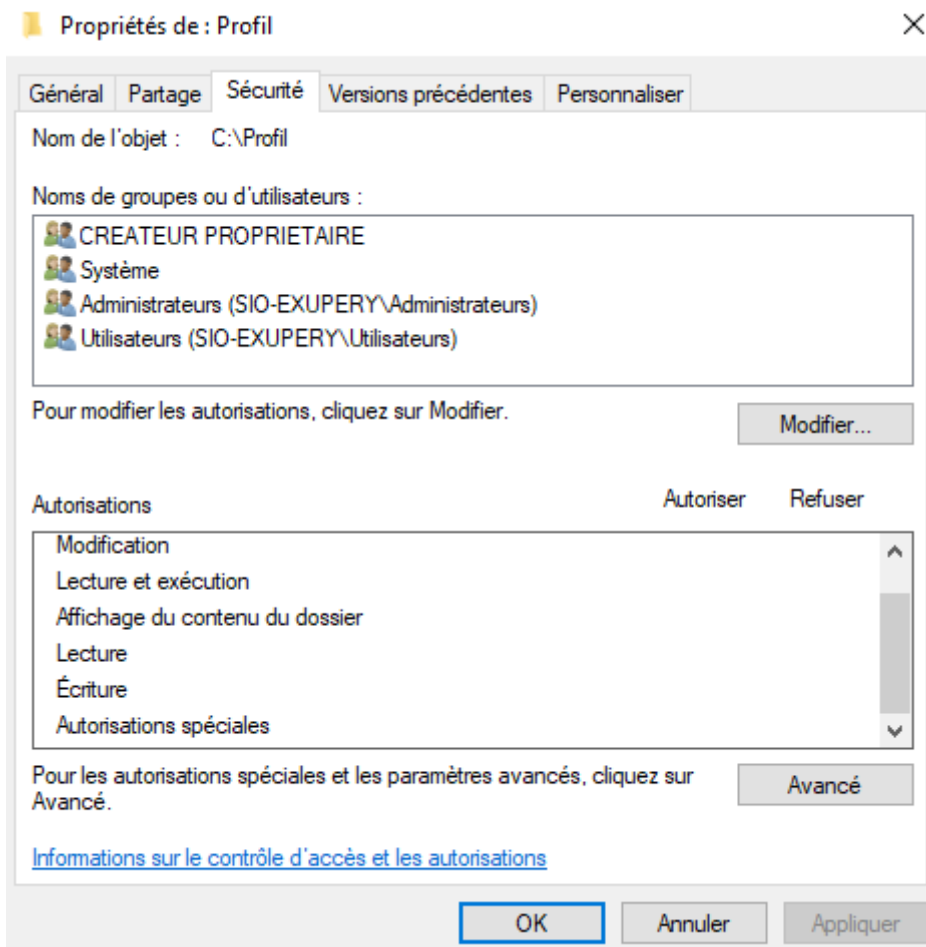 Propriétés de : Profil
Général Partage Sécurité Versions précédentes Personnaliser
Nom de l'objet : C:\Profil
Noms de groupes ou d'utilisateurs :
CREATEUR PROPRIETAIRE
Système
Administrateurs (SIO-EXUPERY\Administrateurs)
Utilisateurs (SIO-EXUPERY\Utilisateurs)
Pour modifier les autorisations, cliquez sur Modifier.
Modifier...
Autorisations Autoriser Refuser
Modification
Lecture et exécution
Affichage du contenu du dossier
Lecture
Écriture
Autorisations spéciales
Pour les autorisations spéciales et les paramètres avancés, cliquez sur
Avancé.
Avancé
Informations sur le contrôle d'accès et les autorisations
OK Annuler Appliquer